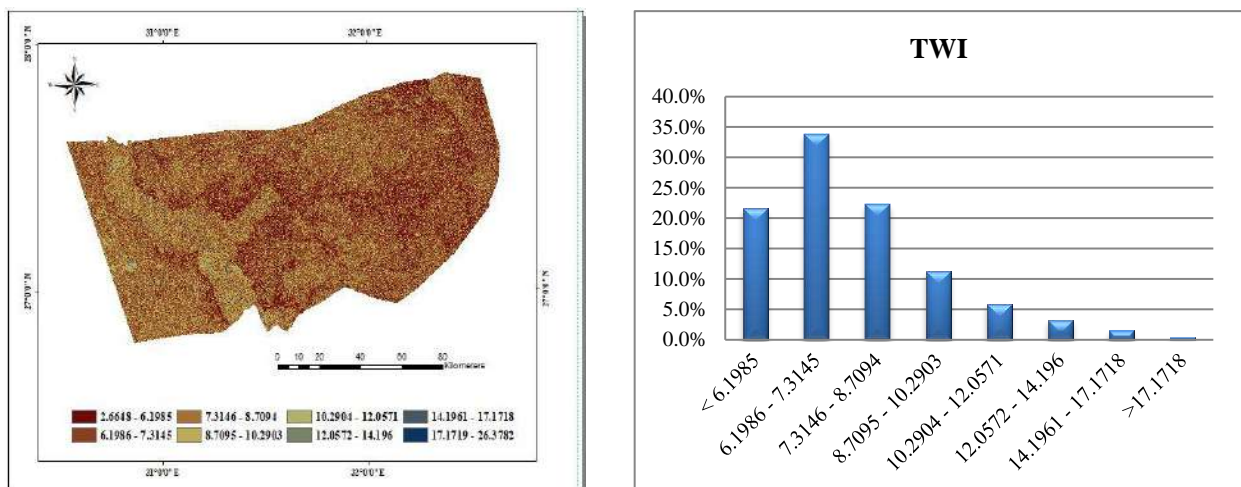 31°0'0" E 32°0'0" E
28°0'0" N
27°0'0" N 27°0'0" N
0 10 20 40 60 80
Kilometers
2.6648 - 6.1985 7.3146 - 8.7094 10.2904 - 12.0571 14.1961 - 17.1718
6.1986 - 7.3145 8.7095 - 10.2903 12.0572 - 14.196 17.1719 - 26.3782
31°0'0" E 32°0'0" E
TWI
40.0%
35.0%
30.0%
25.0%
20.0%
15.0%
10.0%
5.0%
0.0%
< 6.1985
6.1986 - 7.3145
7.3146 - 8.7094
8.7095 - 10.2903
10.2904 - 12.0571
12.0572 - 14.196
14.1961 - 17.1718
>17.1718